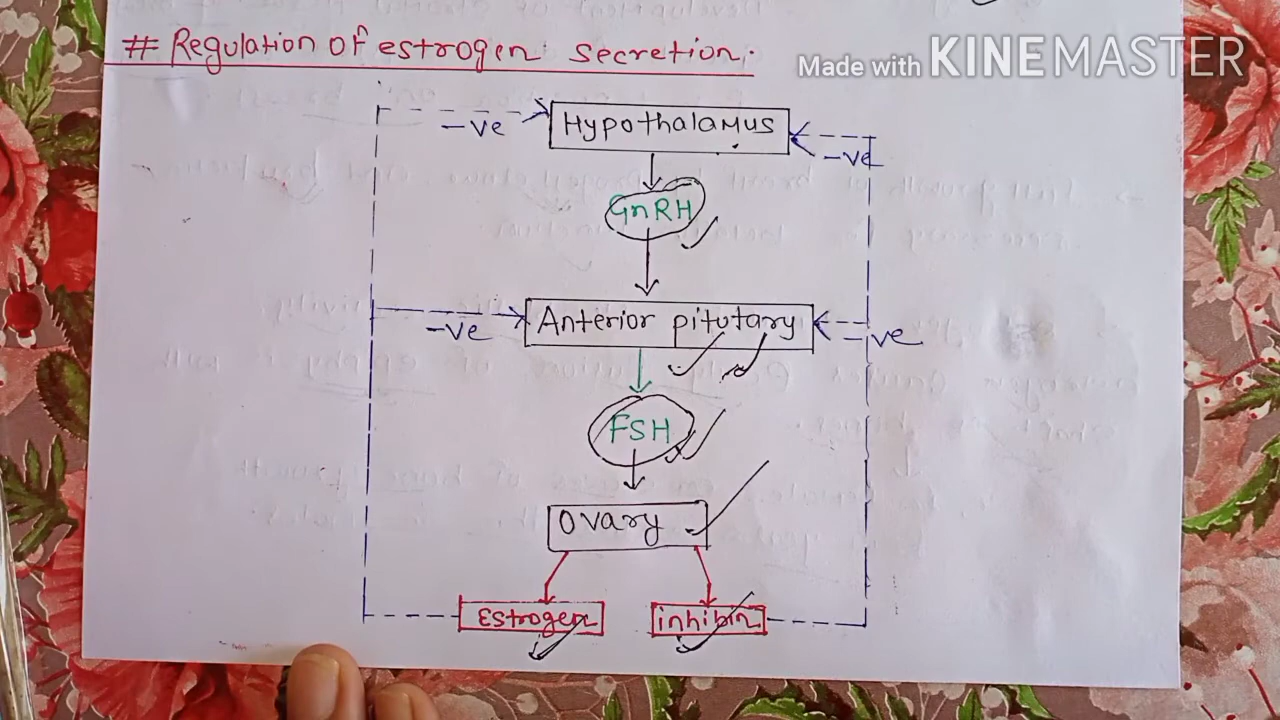 # Regulation of estrogen secretion.
Made with KINEMASTER
-ve
Hypothalamus
-ve
GnRH
-ve
Anterior pitutary
-ve
FSH
Ovary
Estrogen
inhibin